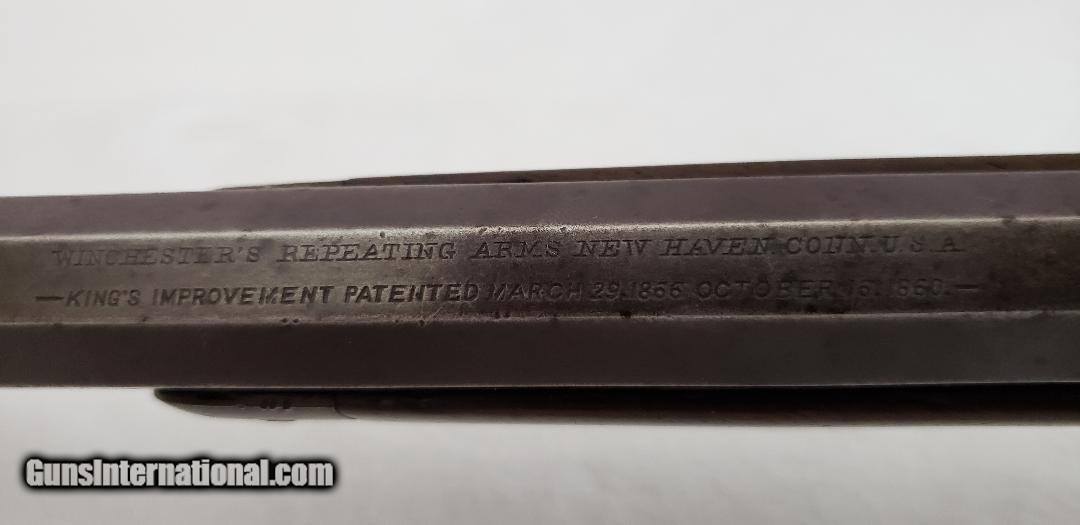 WINCHESTER'S REPEATING ARMS NEW HAVEN.CONN.U.S.A
—KING'S IMPROVEMENT PATENTED MARCH 29.1866 OCTOBER 16.1860.—
GunsInternational.com